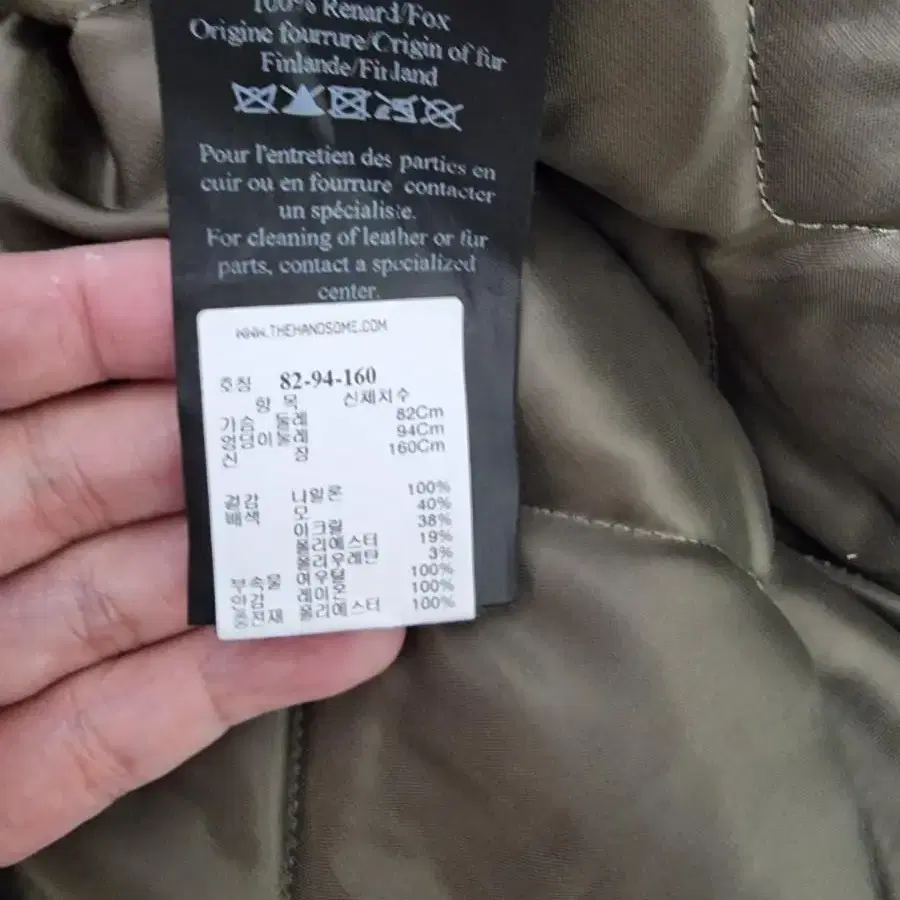 100% Renard/Fox
Origine fourrure/Origin of fur
Finlande/Finland
Pour l'entretien des parties en
cuir ou en fourrure contacter
un spécialiste.
For cleaning of leather or fur
parts, contact a specialized
center.
WWW.THEHANDSOME.COM
호칭 82-94-160
항 목 신체치수
가슴 둘레 82Cm
엉덩이둘레 94Cm
신 장 160Cm
겉감 나일론 100%
배색 모 40%
아크릴 38%
폴리에스터 19%
폴리우레탄 3%
부속물 여우털 100%
안감 레이온 100%
충전재 폴리에스터 100%